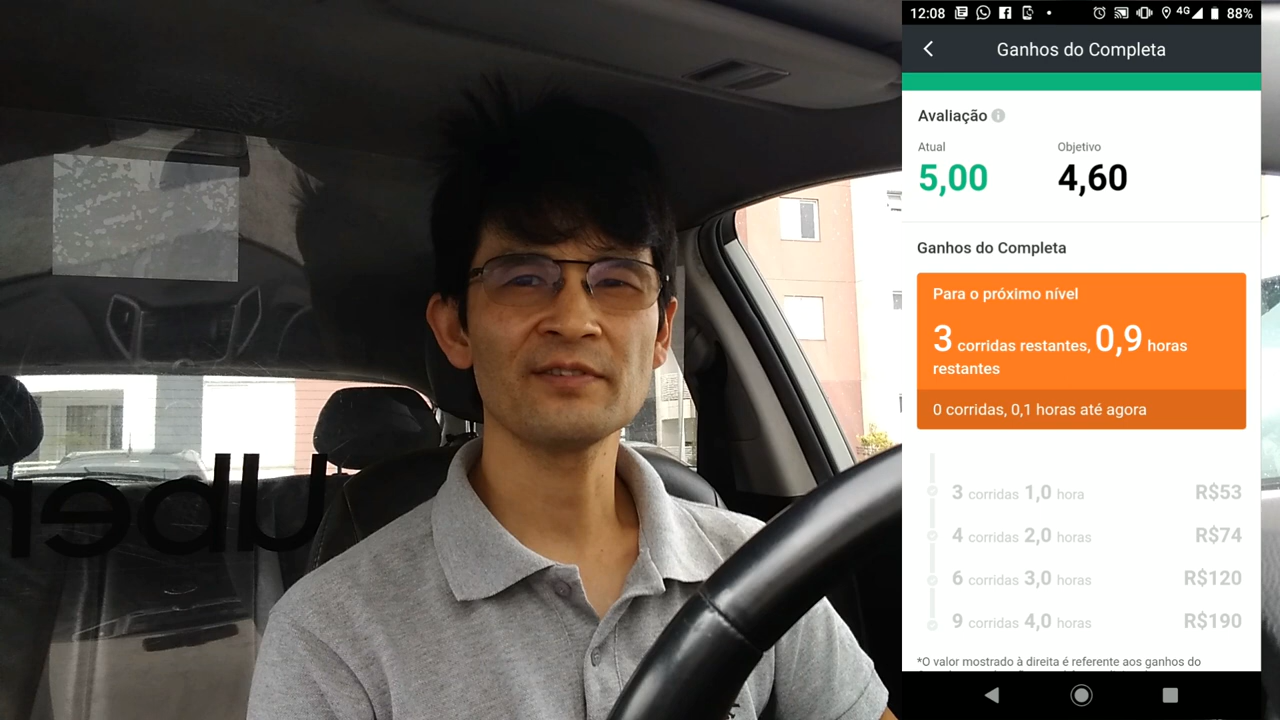 Uber
12:08
4G
88%
Ganhos do Completa
Avaliação
Atual
Objetivo
5,00
4,60
Ganhos do Completa
Para o próximo nível
3 corridas restantes, 0,9 horas
restantes
0 corridas, 0,1 horas até agora
3 corridas 1,0 hora R$53
4 corridas 2,0 horas R$74
6 corridas 3,0 horas R$120
9 corridas 4,0 horas R$190
*O valor mostrado à direita é referente aos ganhos do